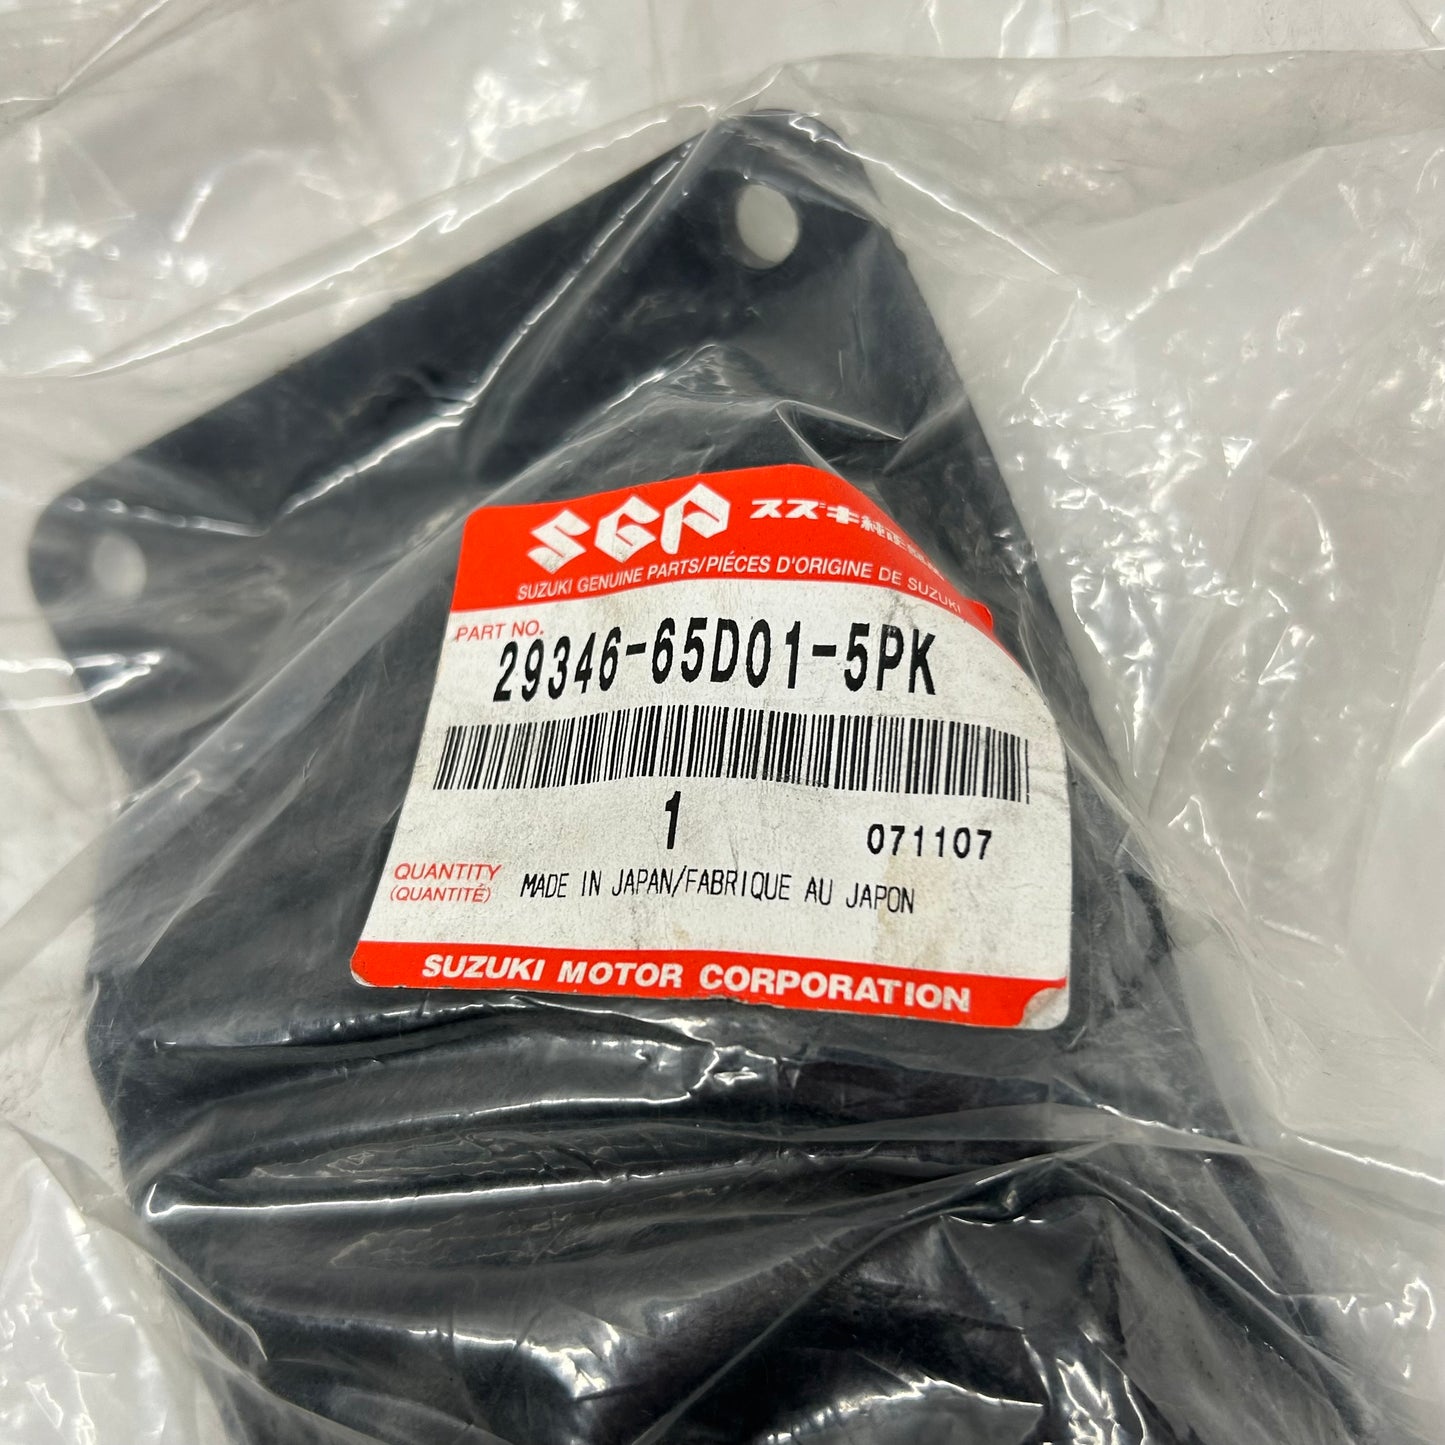 SGP スズキ純正部品
SUZUKI GENUINE PARTS/PIÉCES D'ORIGINE DE SUZUKI
PART NO.
29346-65D01-5PK
1
071107
QUANTITY
(QUANTITÉ)
MADE IN JAPAN/FABRIQUE AU JAPON
SUZUKI MOTOR CORPORATION